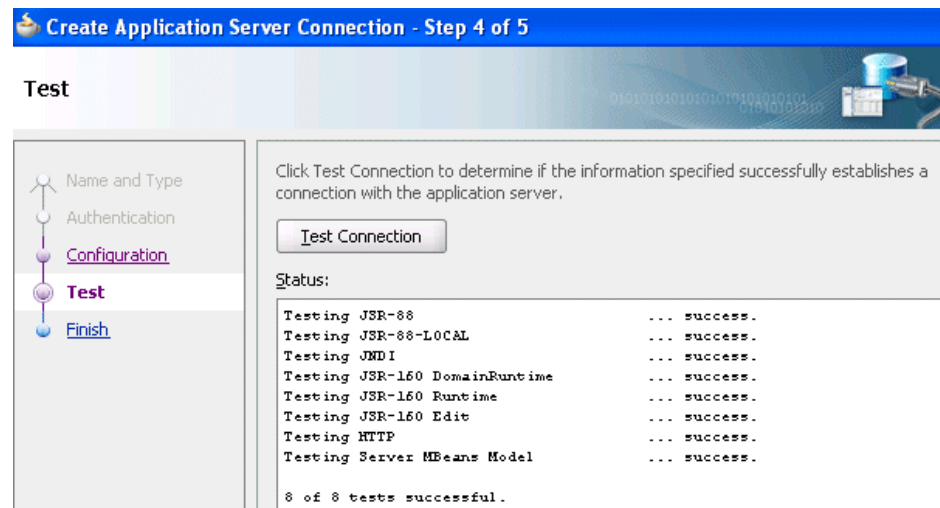 Create Application Server Connection - Step 4 of 5
Test
Name and Type
Authentication
Configuration
Test
Finish
Click Test Connection to determine if the information specified successfully establishes a
connection with the application server.
Test Connection
Status:
Testing JSR-88 ... success.
Testing JSR-88-LOCAL ... success.
Testing JNDI ... success.
Testing JSR-160 DomainRuntime ... success.
Testing JSR-160 Runtime ... success.
Testing JSR-160 Edit ... success.
Testing HTTP ... success.
Testing Server MBeans Model ... success.
8 of 8 tests successful.